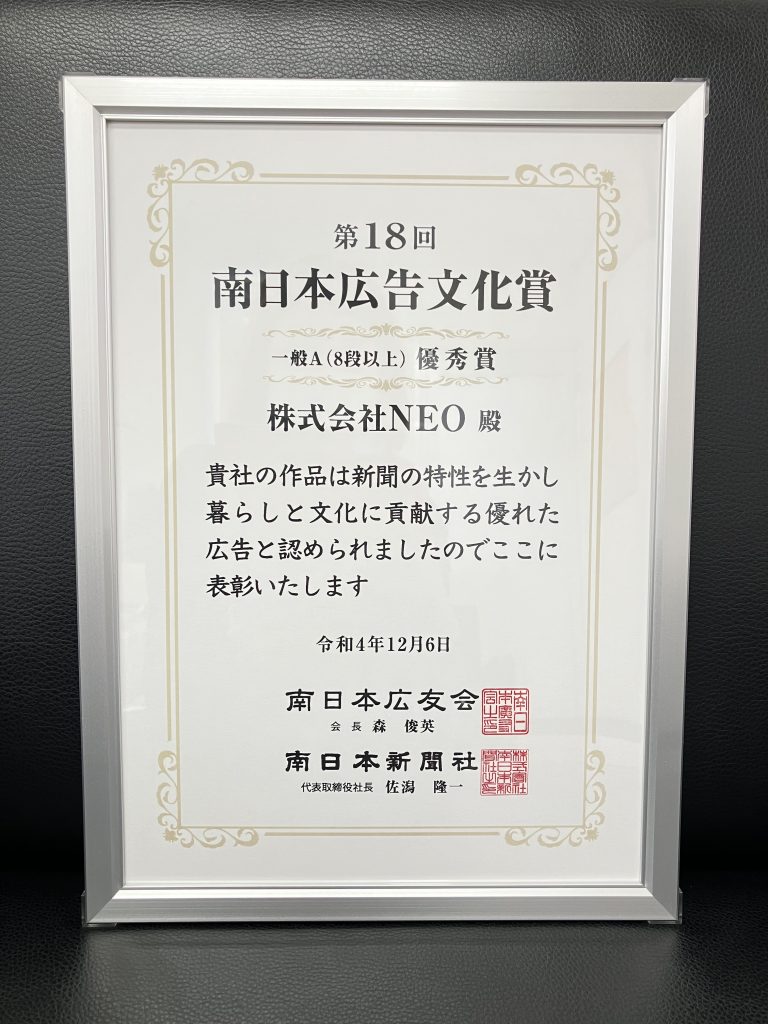 第18回
南日本広告文化賞
一般A(8段以上) 優秀賞
株式会社NEO 殿
貴社の作品は新聞の特性を生かし
暮らしと文化に貢献する優れた
広告と認められましたのでここに
表彰いたします
令和4年12月6日
南日本広友会
会長 森 俊英
南日本新聞社
代表取締役社長 佐潟 隆一